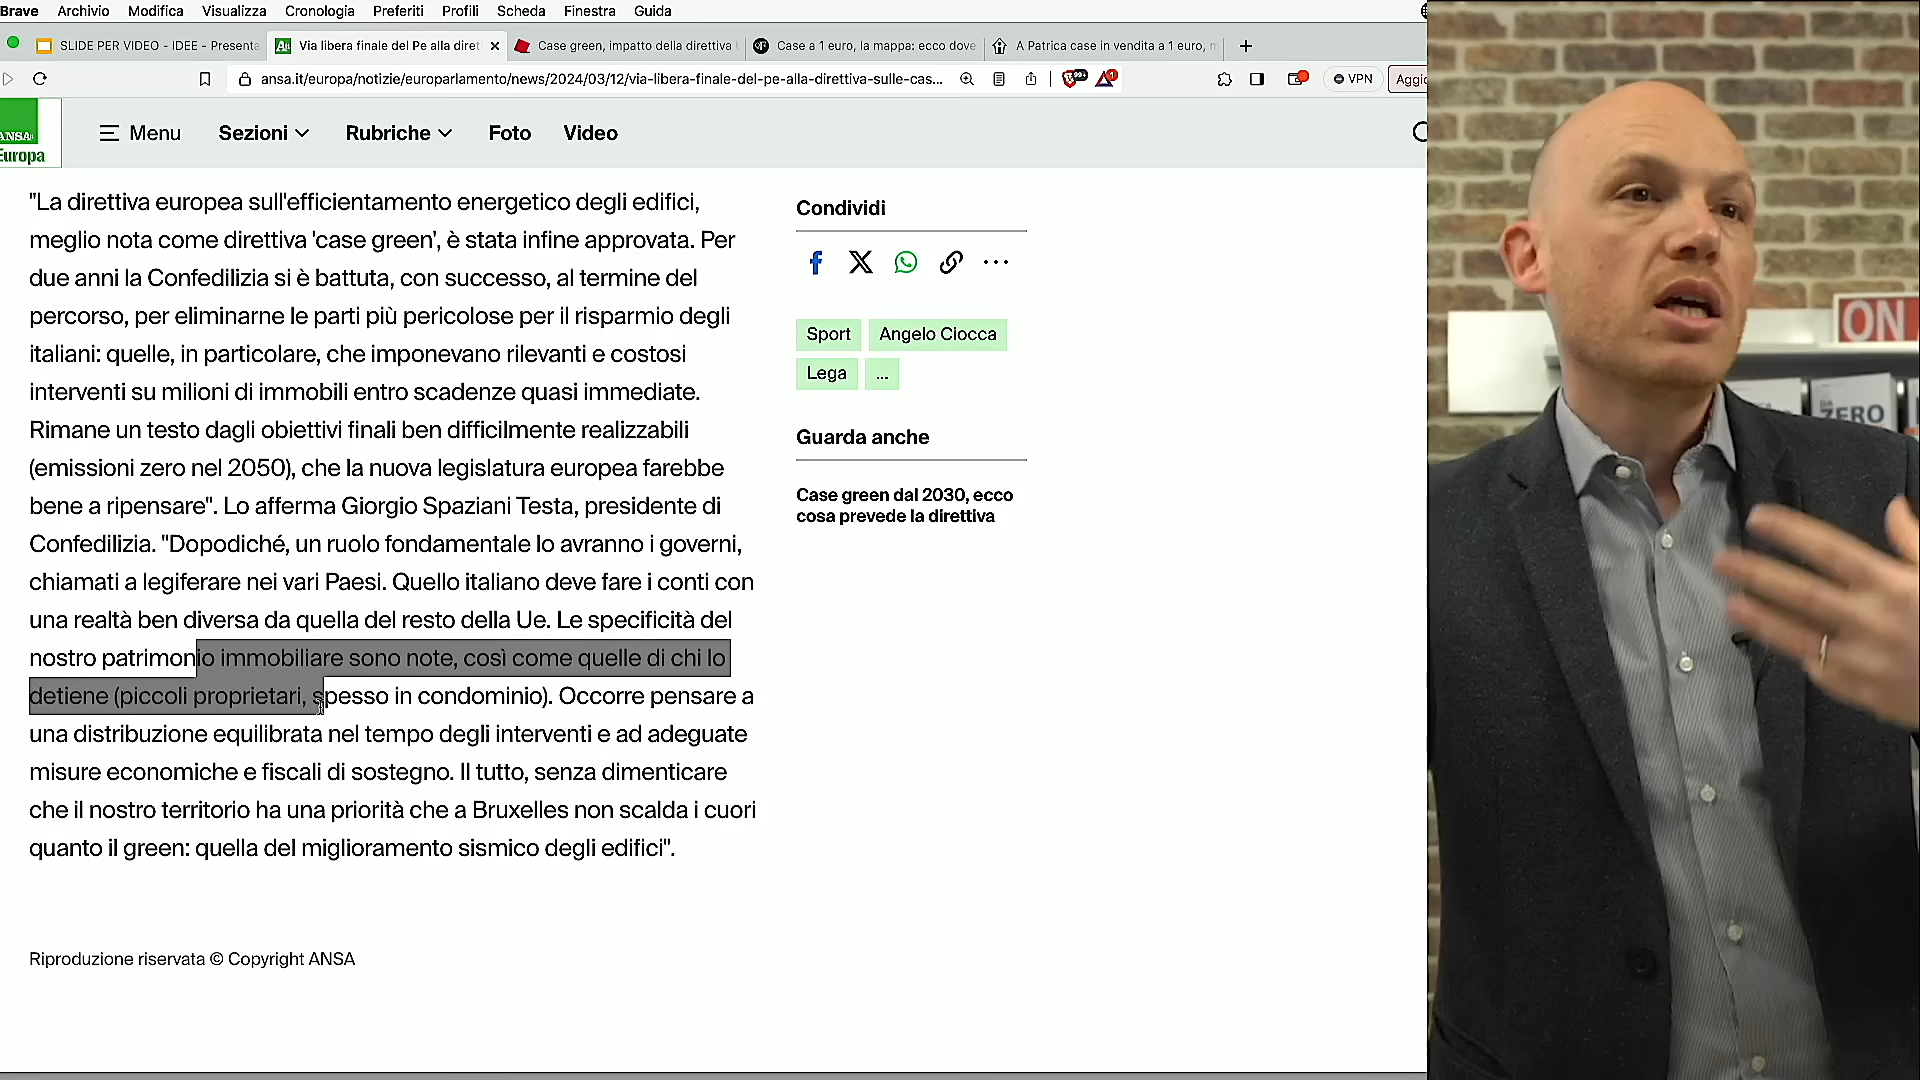 Brave Archivio Modifica Visualizza Cronologia Preferiti Profili Scheda Finestra Guida
SLIDE PER VIDEO - IDEE - Presenta
Via libera finale del Pe alla diret
Case green, impatto della direttiva
Case a 1 euro, la mappa: ecco dove
A Patrica case in vendita a 1 euro, m
ansa.it/europa/notizie/europarlamento/news/2024/03/12/via-libera-finale-del-pe-alla-direttiva-sulle-cas...
99+
1
VPN
Aggio
ANSA.it
Europa
Menu Sezioni Rubriche Foto Video
"La direttiva europea sull'efficientamento energetico degli edifici,
meglio nota come direttiva 'case green', è stata infine approvata. Per
due anni la Confedilizia si è battuta, con successo, al termine del
percorso, per eliminarne le parti più pericolose per il risparmio degli
italiani: quelle, in particolare, che imponevano rilevanti e costosi
interventi su milioni di immobili entro scadenze quasi immediate.
Rimane un testo dagli obiettivi finali ben difficilmente realizzabili
(emissioni zero nel 2050), che la nuova legislatura europea farebbe
bene a ripensare". Lo afferma Giorgio Spaziani Testa, presidente di
Confedilizia. "Dopodiché, un ruolo fondamentale lo avranno i governi,
chiamati a legiferare nei vari Paesi. Quello italiano deve fare i conti con
una realtà ben diversa da quella del resto della Ue. Le specificità del
nostro patrimonio immobiliare sono note, così come quelle di chi lo
detiene (piccoli proprietari, spesso in condominio). Occorre pensare a
una distribuzione equilibrata nel tempo degli interventi e ad adeguate
misure economiche e fiscali di sostegno. Il tutto, senza dimenticare
che il nostro territorio ha una priorità che a Bruxelles non scalda i cuori
quanto il green: quella del miglioramento sismico degli edifici".
Riproduzione riservata © Copyright ANSA
Condividi
Sport Angelo Ciocca
Lega ...
Guarda anche
Case green dal 2030, ecco
cosa prevede la direttiva
ON
ZERO